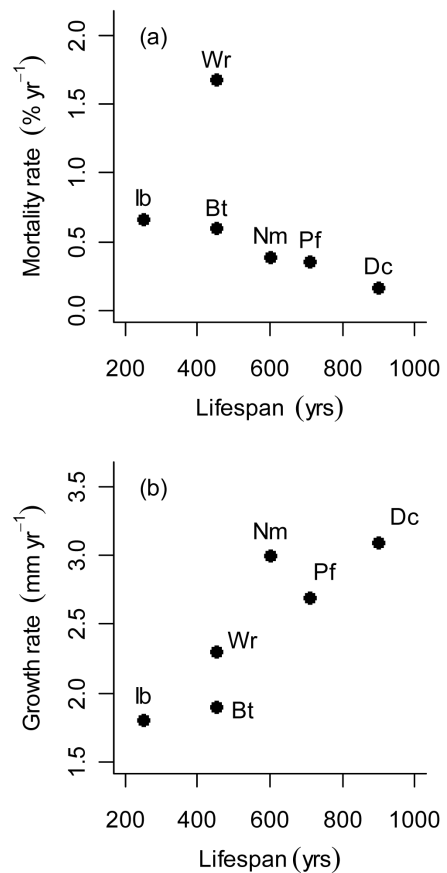 (a)
Mortality rate (% yr⁻¹)
2.0
1.5
1.0
0.5
0.0
Wr
Ib
Bt
Nm
Pf
Dc
200 400 600 800 1000
Lifespan (yrs)
(b)
Growth rate (mm yr⁻¹)
3.5
3.0
2.5
2.0
1.5
Dc
Nm
Pf
Wr
Ib
Bt
200 400 600 800 1000
Lifespan (yrs)